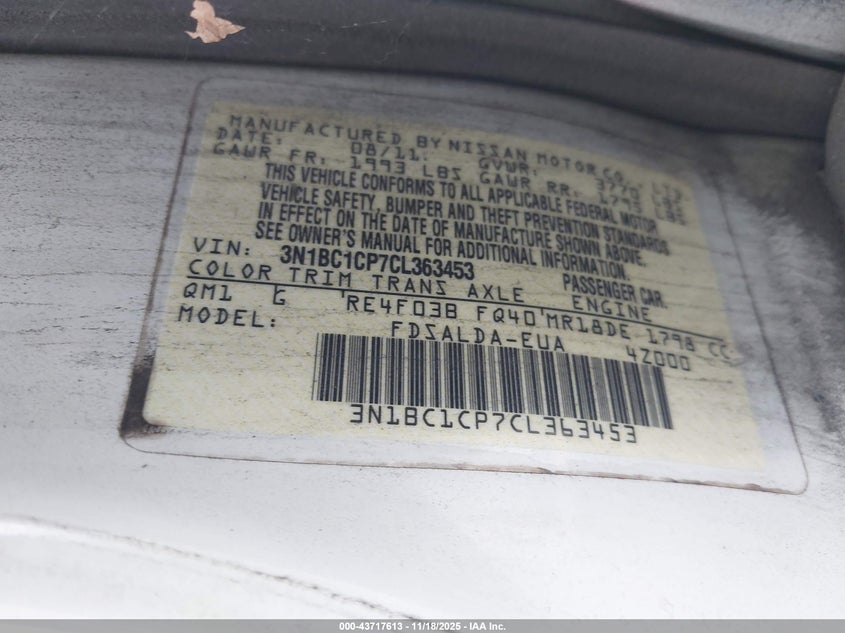 MANUFACTURED BY NISSAN MOTOR CO., LTD
DATE: 08/11. GVWR: 3770 LBS
GAWR FR: 1993 LBS GAWR RR: 1793 LBS
THIS VEHICLE CONFORMS TO ALL APPLICABLE FEDERAL MOTOR
VEHICLE SAFETY, BUMPER AND THEFT PREVENTION STANDARDS
IN EFFECT ON THE DATE OF MANUFACTURE SHOWN ABOVE.
SEE OWNER'S MANUAL FOR ADDITIONAL INFORMATION.
VIN: 3N1BC1CP7CL363453 PASSENGER CAR.
COLOR TRIM TRANS AXLE ENGINE
QM1 G RE4F03B FQ40 MR18DE 1798 CC
MODEL: FDSALDA-EUA 4Z000
3N1BC1CP7CL363453
000-43717613 - 11/18/2025 - IAA Inc.